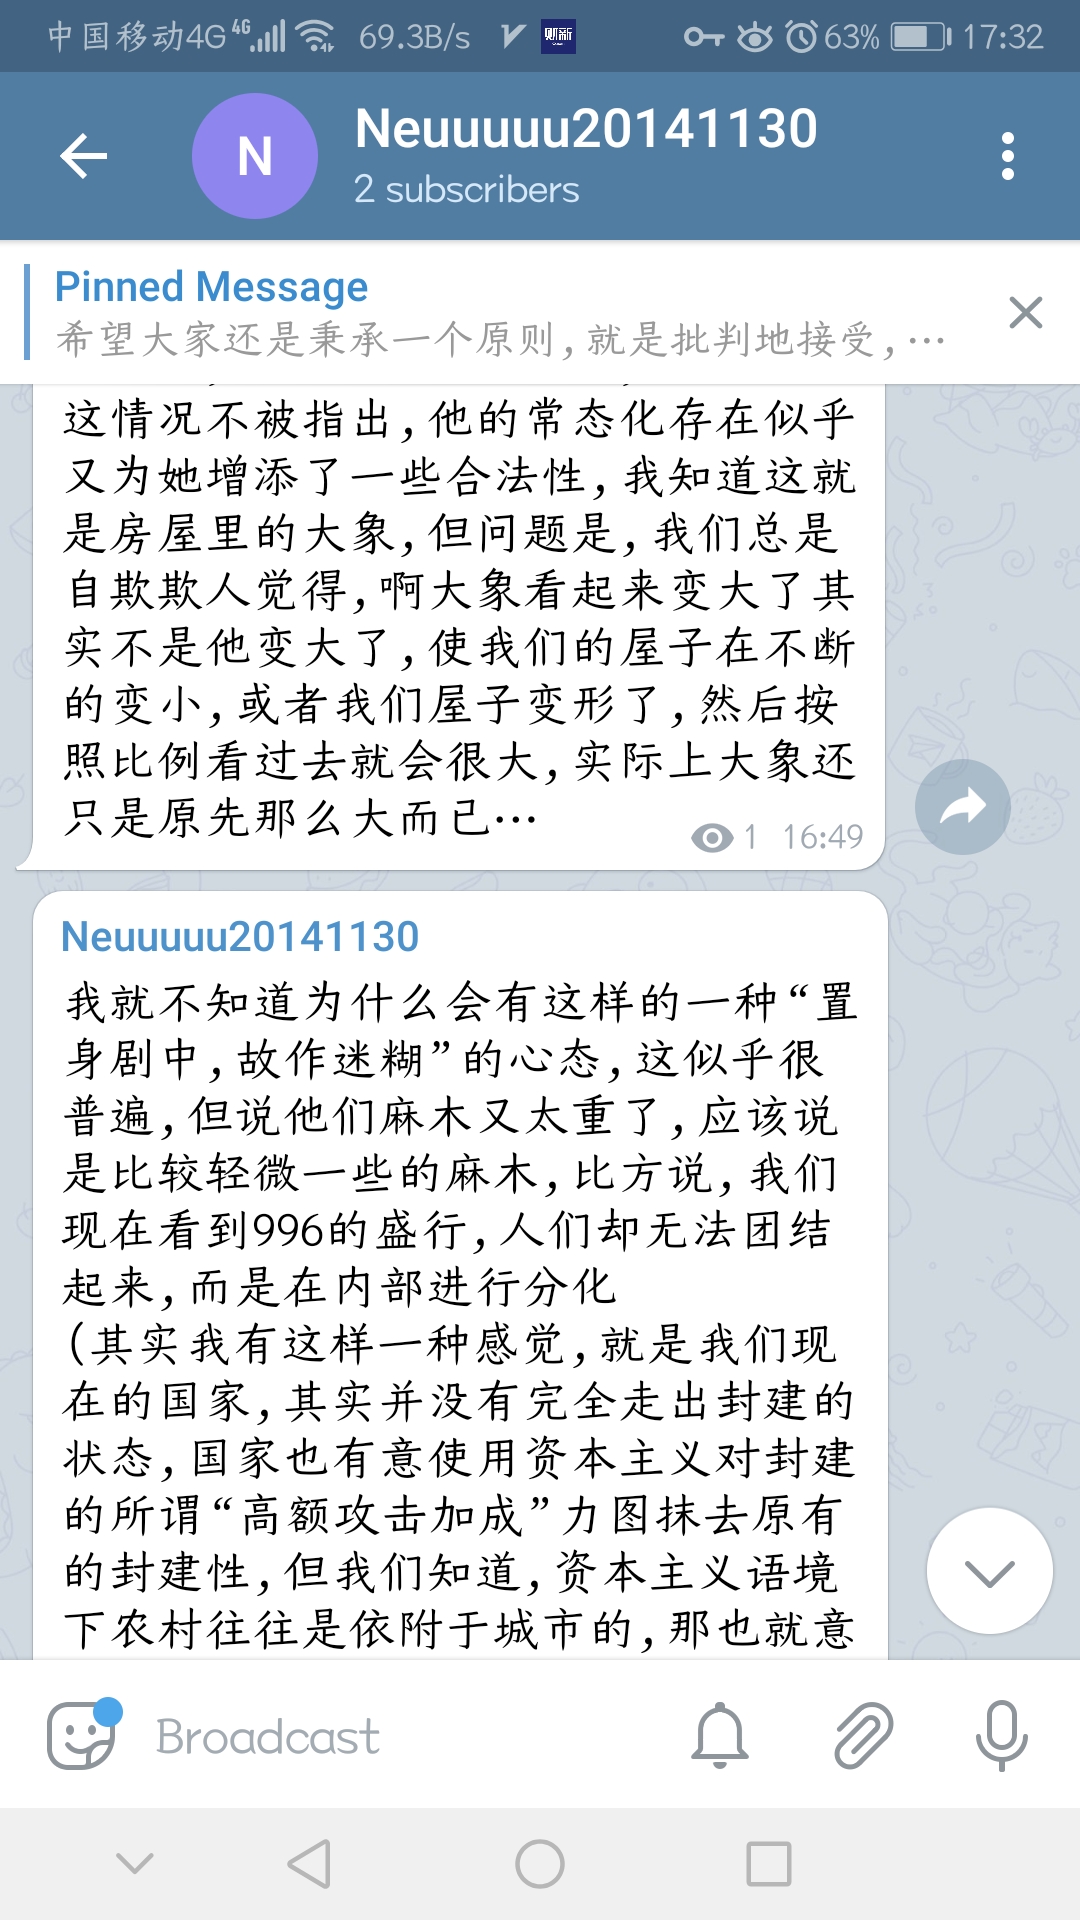 中国移动4G 4G 69.3B/s 财新 63% 17:32
N
Neuuuuu20141130
2 subscribers
Pinned Message
希望大家还是秉承一个原则,就是批判地接受,…
这情况不被指出,他的常态化存在似乎
又为她增添了一些合法性,我知道这就
是房屋里的大象,但问题是,我们总是
自欺欺人觉得,啊大象看起来变大了其
实不是他变大了,使我们的屋子在不断
的变小,或者我们屋子变形了,然后按
照比例看过去就会很大,实际上大象还
只是原先那么大而已…
1 16:49
Neuuuuu20141130
我就不知道为什么会有这样的一种“置
身剧中,故作迷糊”的心态,这似乎很
普遍,但说他们麻木又太重了,应该说
是比较轻微一些的麻木,比方说,我们
现在看到996的盛行,人们却无法团结
起来,而是在内部进行分化
(其实我有这样一种感觉,就是我们现
在的国家,其实并没有完全走出封建的
状态,国家也有意使用资本主义对封建
的所谓“高额攻击加成”力图抹去原有
的封建性,但我们知道,资本主义语境
下农村往往是依附于城市的,那也就意
Broadcast